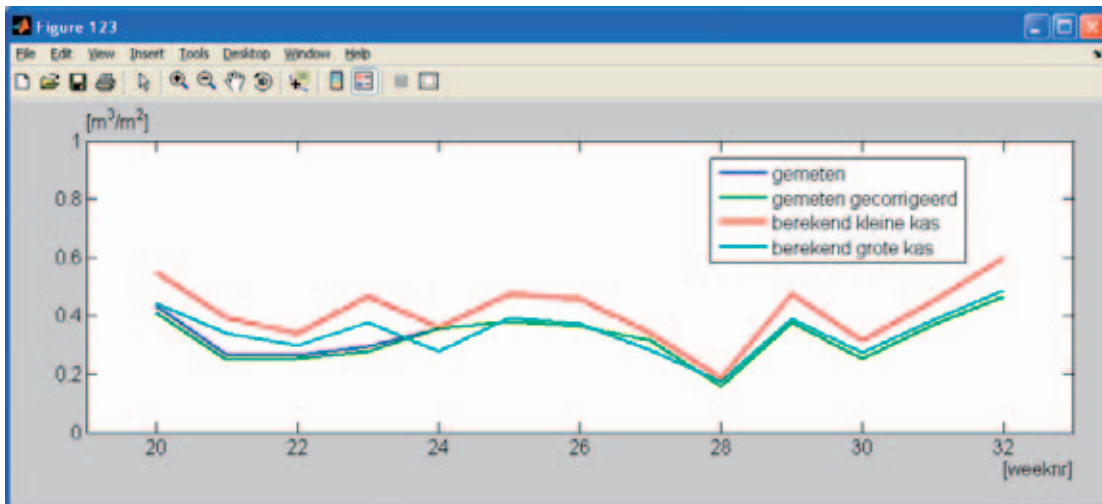 Figure 123
File Edit View Insert Tools Desktop Window Help
[m³/m²]
1
0.8
0.6
0.4
0.2
0
gemeten
gemeten gecorrigeerd
berekend kleine kas
berekend grote kas
20 22 24 26 28 30 32
[weeknr]